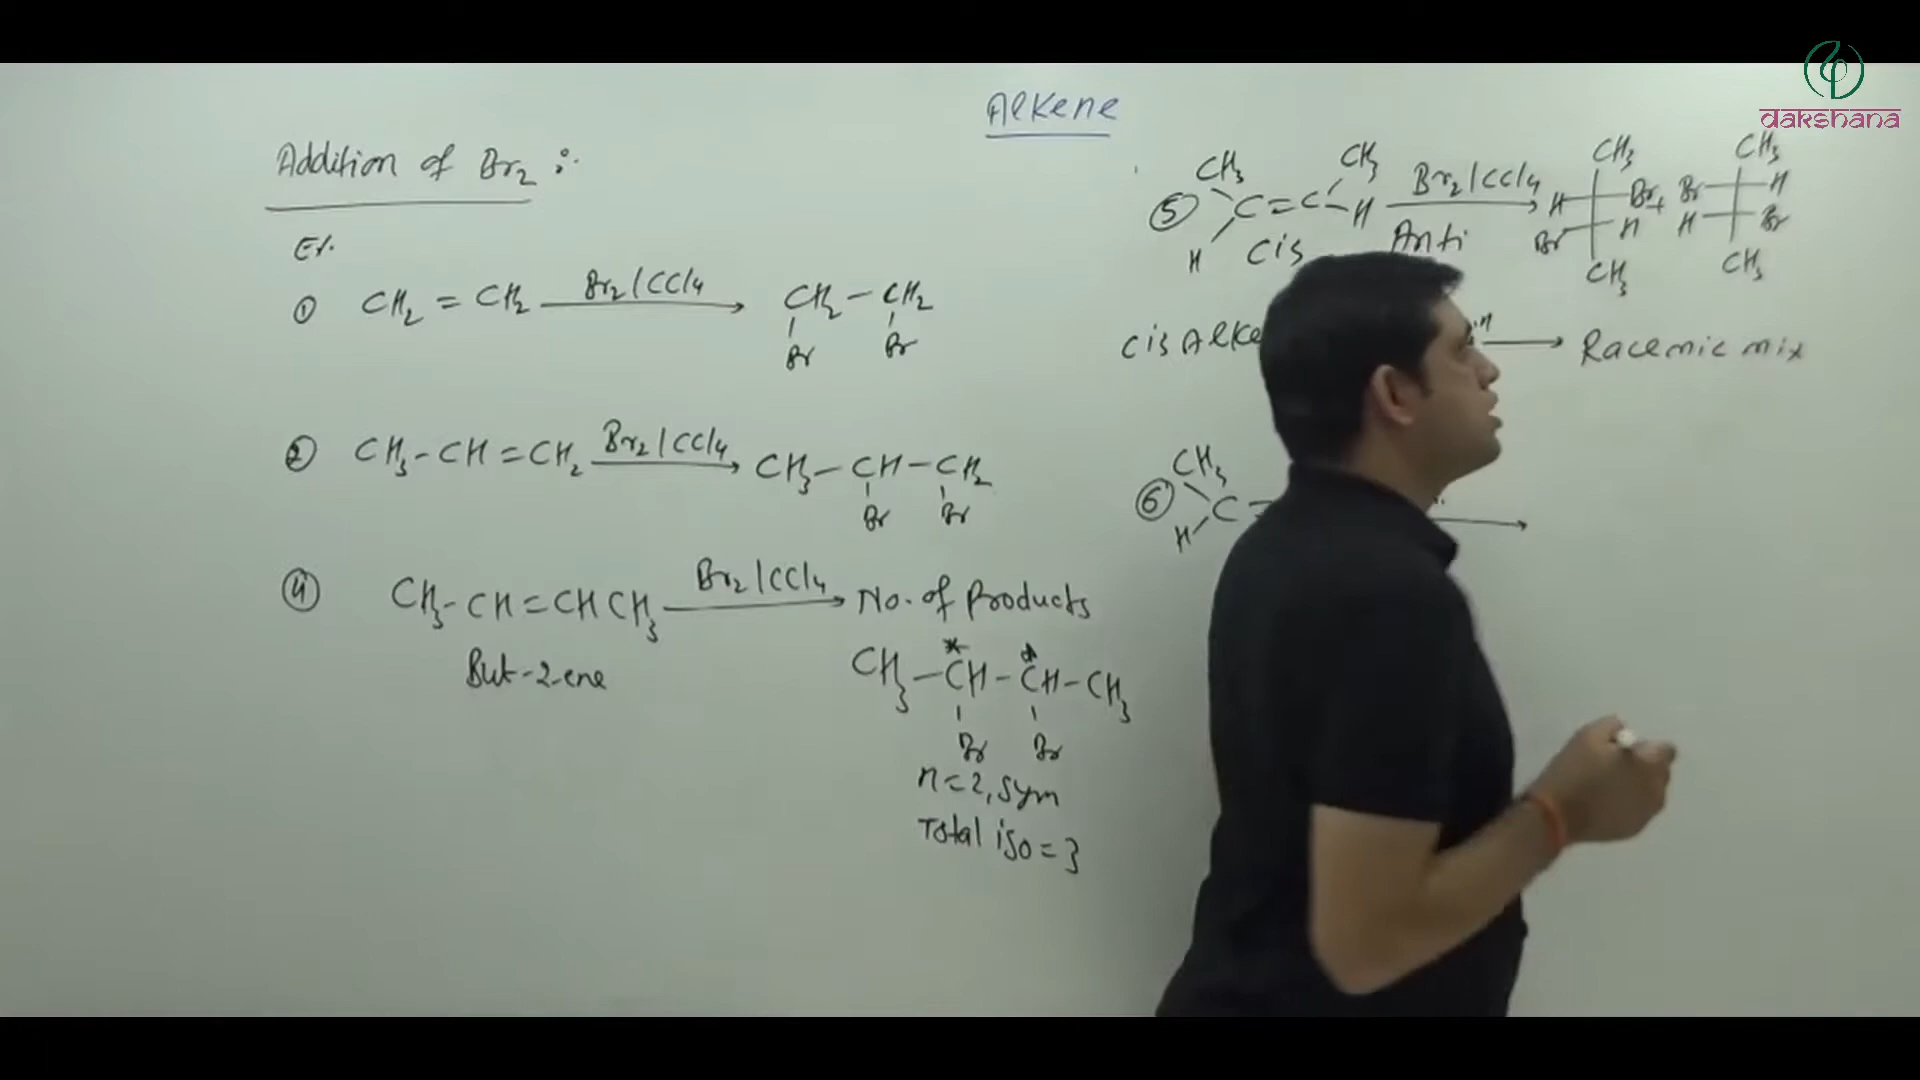 dakshana
Alkene
Addition of Br2 :-
Ex.
① CH2 = CH2 Br2/CCl4 → CH2 - CH2
Br Br
② CH3 - CH = CH2 Br2/CCl4 → CH3 - CH - CH2
Br Br
④ CH3 - CH = CH CH3 Br2/CCl4 → No. of Products
But-2-ene
CH3 - *CH - *CH - CH3
Br Br
n=2, sym
Total iso = 3
CH3 CH3 CH3 CH3
⑤ C = C - H Br2/CCl4 → H Br + Br H
H Cis Anti Br H H Br
CH3 CH3
Cis Alke → Racemic mix
CH3
⑥ C =
H